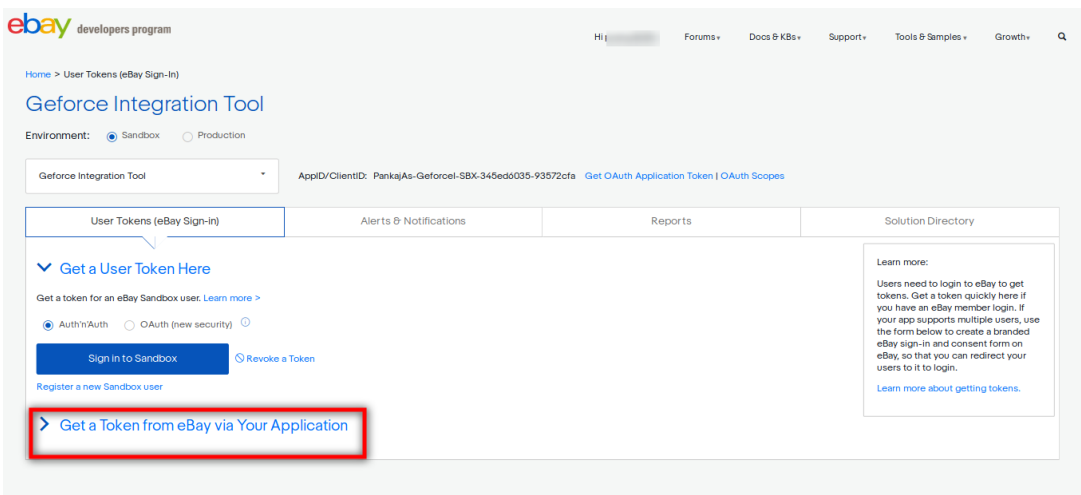 ebay developers program
Hi
Forums
Docs & KBs
Support
Tools & Samples
Growth
Home > User Tokens (eBay Sign-In)
Geforce Integration Tool
Environment: Sandbox Production
Geforce Integration Tool
AppID/ClientID: PankajAs-GeforceI-SBX-345ed6035-93572cfa Get OAuth Application Token | OAuth Scopes
User Tokens (eBay Sign-in)
Alerts & Notifications
Reports
Solution Directory
Get a User Token Here
Get a token for an eBay Sandbox user. Learn more >
Auth'n'Auth OAuth (new security)
Sign in to Sandbox
Revoke a Token
Register a new Sandbox user
Get a Token from eBay via Your Application
Learn more:
Users need to login to eBay to get
tokens. Get a token quickly here if
you have an eBay member login. If
your app supports multiple users, use
the form below to create a branded
eBay sign-in and consent form on
eBay, so that you can redirect your
users to it to login.
Learn more about getting tokens.